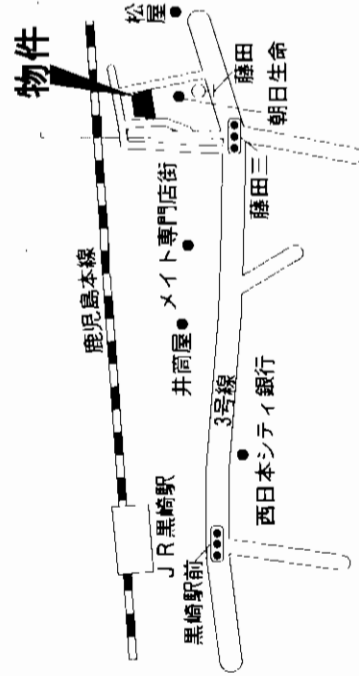 物件
松屋
鹿児島本線
藤田
朝日生命
藤田三
メイト専門店街
井筒屋
3号線
西日本シティ銀行
JR黒崎駅
黒崎駅前